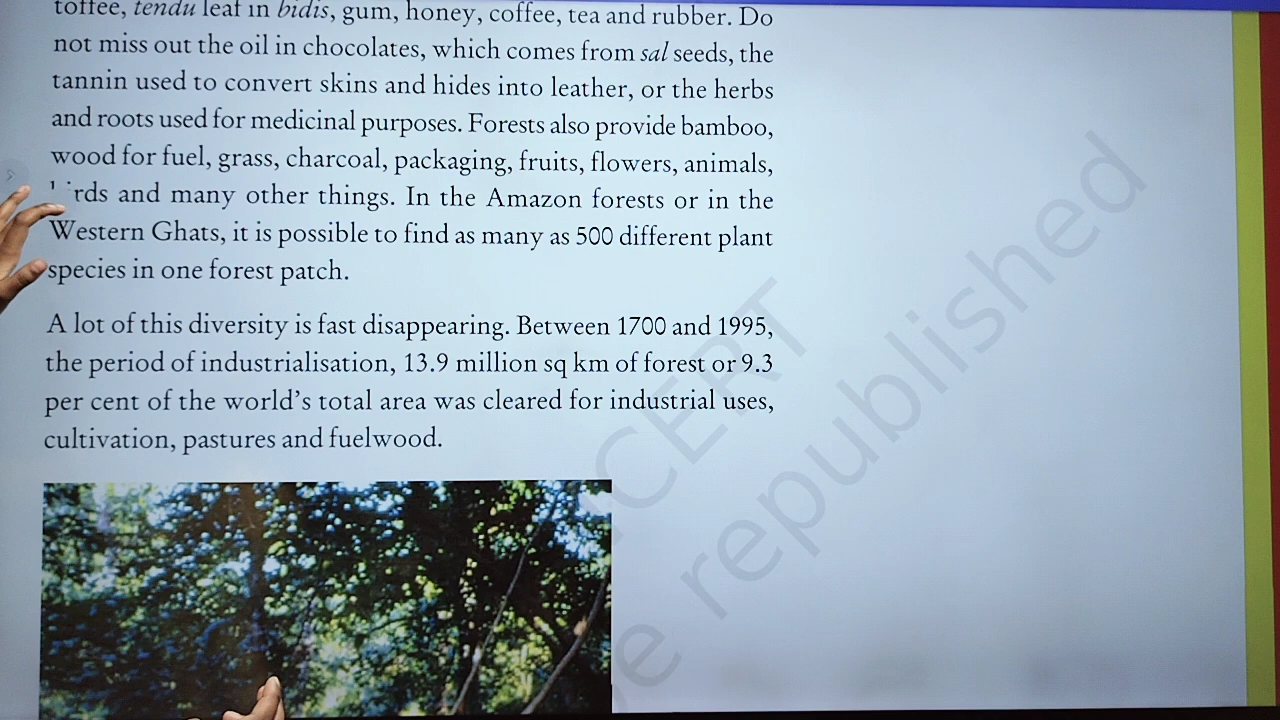 toffee, tendu leaf in bidis, gum, honey, coffee, tea and rubber. Do
not miss out the oil in chocolates, which comes from sal seeds, the
tannin used to convert skins and hides into leather, or the herbs
and roots used for medicinal purposes. Forests also provide bamboo,
wood for fuel, grass, charcoal, packaging, fruits, flowers, animals,
birds and many other things. In the Amazon forests or in the
Western Ghats, it is possible to find as many as 500 different plant
species in one forest patch.
A lot of this diversity is fast disappearing. Between 1700 and 1995,
the period of industrialisation, 13.9 million sq km of forest or 9.3
per cent of the world's total area was cleared for industrial uses,
cultivation, pastures and fuelwood.
NCERT
be republished